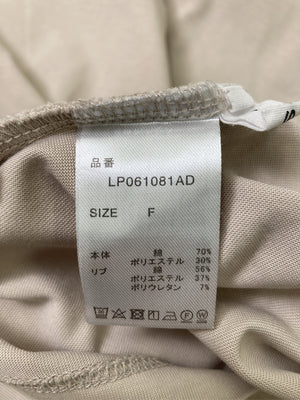 品番
LP061081AD
SIZE F
本体 綿 70%
ポリエステル 30%
リブ 綿 56%
ポリエステル 37%
ポリウレタン 7%